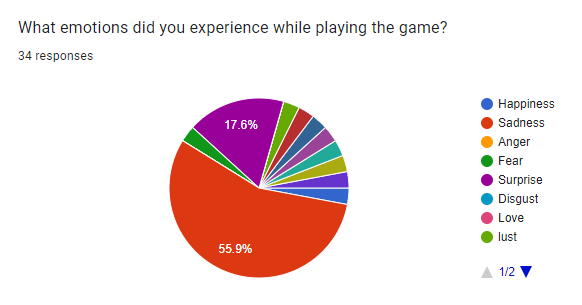 What emotions did you experience while playing the game?
34 responses
17.6%
55.9%
Happiness
Sadness
Anger
Fear
Surprise
Disgust
Love
lust
1/2